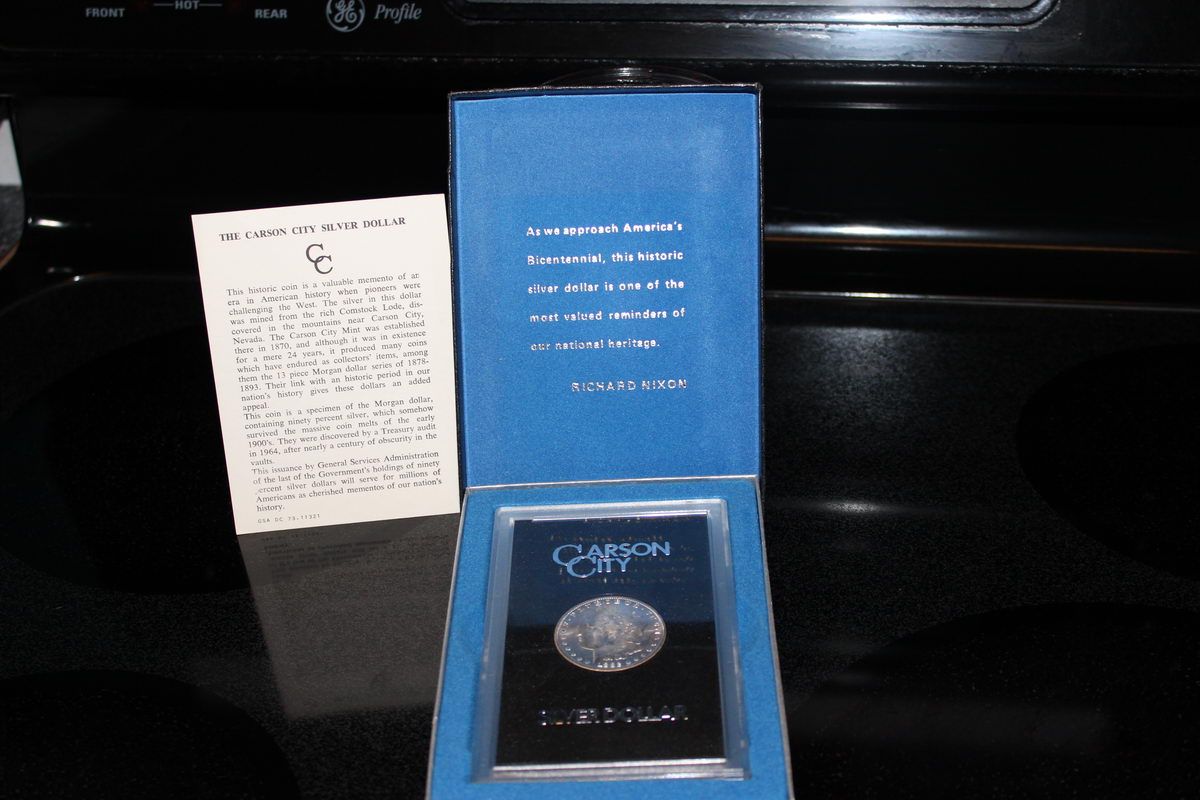 FRONT HOT REAR GE Profile
THE CARSON CITY SILVER DOLLAR
CC
This historic coin is a valuable memento of an
era in American history when pioneers were
challenging the West. The silver in this dollar
was mined from the rich Comstock Lode, dis-
covered in the mountains near Carson City,
Nevada. The Carson City Mint was established
there in 1870, and although it was in existence
for a mere 24 years, it produced many coins
which have endured as collectors' items, among
them the 13 piece Morgan dollar series of 1878-
1893. Their link with an historic period in our
nation's history gives these dollars an added
appeal.
This coin is a specimen of the Morgan dollar,
containing ninety percent silver, which somehow
survived the massive coin melts of the early
1900's. They were discovered by a Treasury audit
in 1964, after nearly a century of obscurity in the
vaults.
This issuance by General Services Administration
of the last of the Government's holdings of ninety
percent silver dollars will serve for millions of
Americans as cherished mementos of our nation's
history.
GSA DC 73-11321
As we approach America's
Bicentennial, this historic
silver dollar is one of the
most valued reminders of
our national heritage.
RICHARD NIXON
CARSON
CITY
SILVER DOLLAR